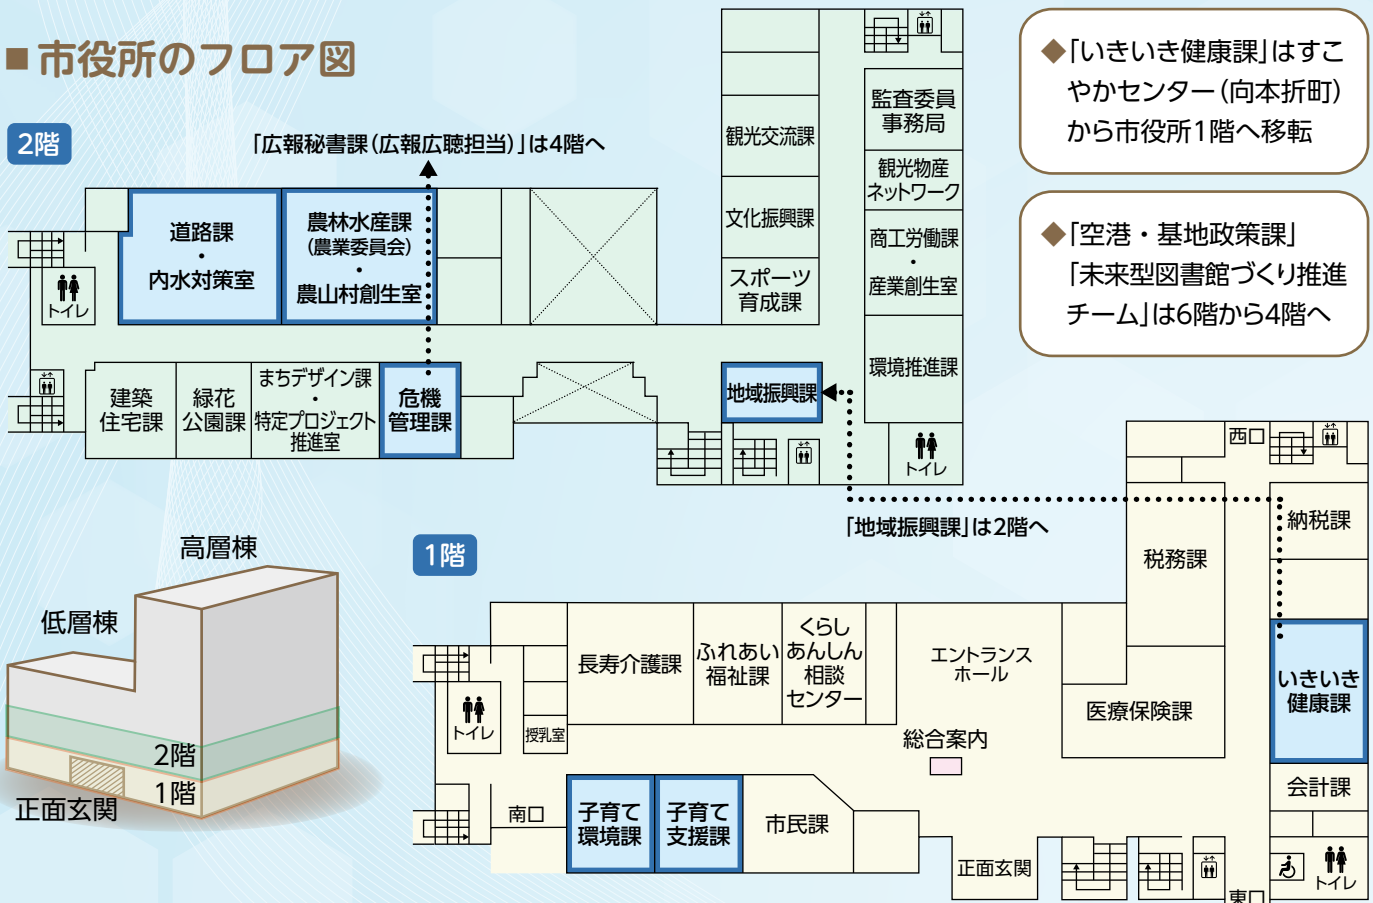 ■市役所のフロア図
2階
「広報秘書課(広報広聴担当)」は4階へ
道路課
・
内水対策室
農林水産課
(農業委員会)
・
農山村創生室
トイレ
建築
住宅課
緑花
公園課
まちデザイン課
・
特定プロジェクト
推進室
危機
管理課
観光交流課
文化振興課
スポーツ
育成課
地域振興課
監査委員
事務局
観光物産
ネットワーク
商工労働課
・
産業創生室
環境推進課
トイレ
◆「いきいき健康課」はすこ
やかセンター(向本折町)
から市役所1階へ移転
◆「空港・基地政策課」
「未来型図書館づくり推進
チーム」は6階から4階へ
「地域振興課」は2階へ
高層棟
低層棟
2階
1階
正面玄関
1階
トイレ
授乳室
長寿介護課
ふれあい
福祉課
くらし
あんしん
相談
センター
エントランス
ホール
総合案内
南口
子育て
環境課
子育て
支援課
市民課
正面玄関
西口
税務課
医療保険課
納税課
いきいき
健康課
会計課
トイレ
東口